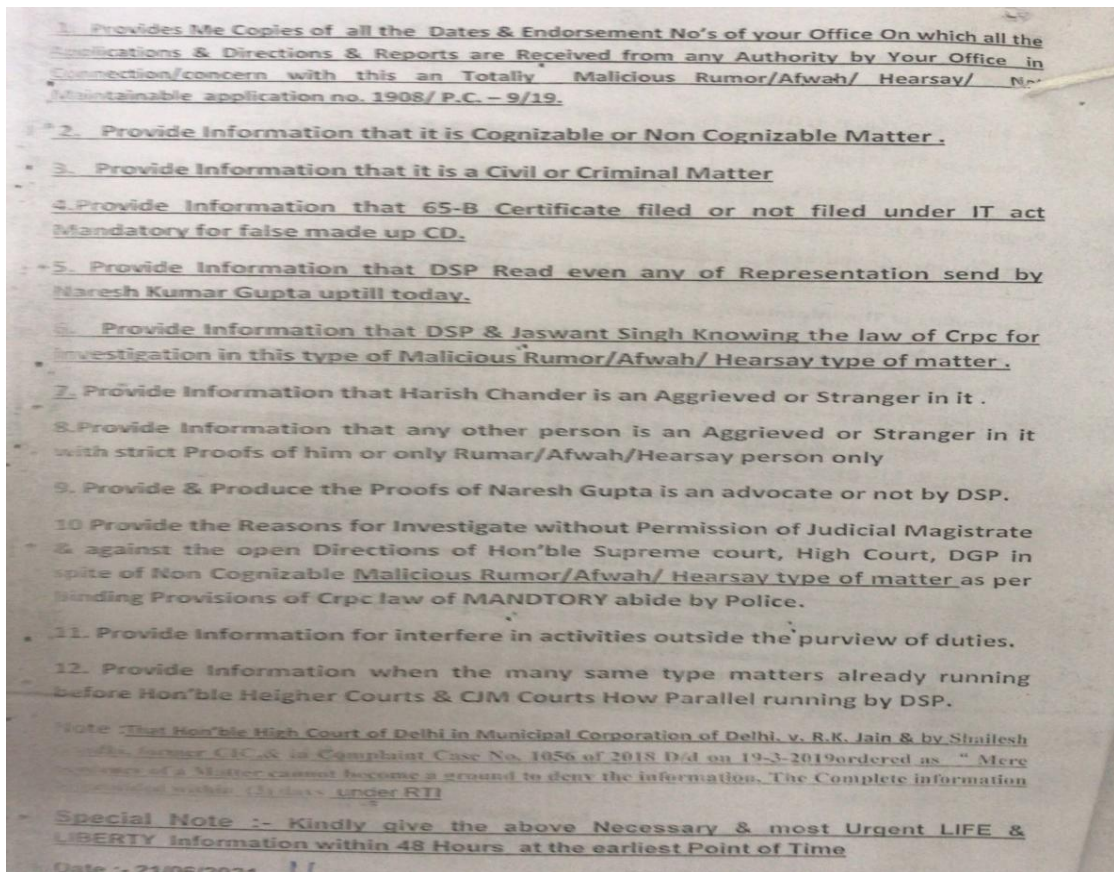 1. Provides Me Copies of all the Dates & Endorsement No's of your Office On which all the
Applications & Directions & Reports are Received from any Authority by Your Office in
Connection/concern with this an Totally Malicious Rumor/Afwah/ Hearsay/
Maintainable application no. 1908/ P.C. – 9/19.
2. Provide Information that it is Cognizable or Non Cognizable Matter .
3. Provide Information that it is a Civil or Criminal Matter
4.Provide Information that 65-B Certificate filed or not filed under IT act
Mandatory for false made up CD.
5. Provide Information that DSP Read even any of Representation send by
Naresh Kumar Gupta uptill today.
Provide Information that DSP & Jaswant Singh Knowing the law of Crpc for
investigation in this type of Malicious Rumor/Afwah/ Hearsay type of matter .
7. Provide Information that Harish Chander is an Aggrieved or Stranger in it .
8.Provide Information that any other person is an Aggrieved or Stranger in it
with strict Proofs of him or only Rumar/Afwah/Hearsay person only
9. Provide & Produce the Proofs of Naresh Gupta is an advocate or not by DSP.
10 Provide the Reasons for Investigate without Permission of Judicial Magistrate
& against the open Directions of Hon'ble Supreme court, High Court, DGP in
spite of Non Cognizable Malicious Rumor/Afwah/ Hearsay type of matter as per
Binding Provisions of Crpc law of MANDTORY abide by Police.
11. Provide Information for interfere in activities outside the purview of duties.
12. Provide Information when the many same type matters already running
before Hon'ble Heigher Courts & CJM Courts How Parallel running by DSP.
Note :That Hon'ble High Court of Delhi in Municipal Corporation of Delhi. v. R.K. Jain & by Shailesh
former CIC & in Complaint Case No. 1056 of 2018 D/d on 19-3-2019ordered as " Mere
of a Matter cannot become a ground to deny the information. The Complete information
within days under RTI
Special Note :- Kindly give the above Necessary & most Urgent LIFE &
LIBERTY Information within 48 Hours at the earliest Point of Time
Date :-